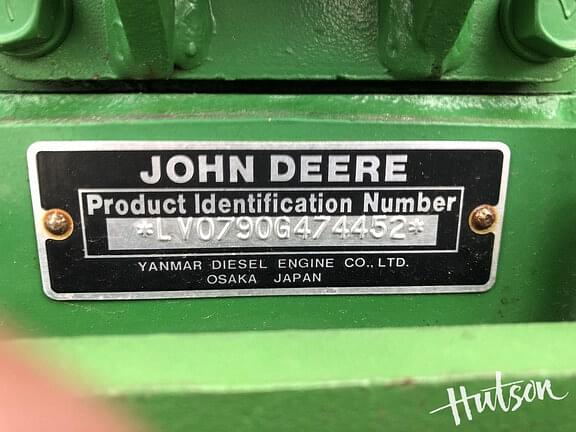 JOHN DEERE
Product Identification Number
*LV0790G474452*
YANMAR DIESEL ENGINE CO., LTD.
OSAKA JAPAN
Hutson